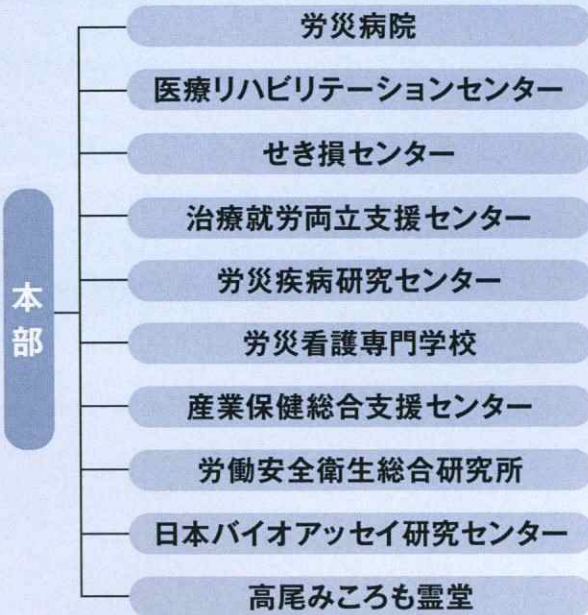 本部
労災病院
医療リハビリテーションセンター
せき損センター
治療就労両立支援センター
労災疾病研究センター
労災看護専門学校
産業保健総合支援センター
労働安全衛生総合研究所
日本バイオアッセイ研究センター
高尾みころも霊堂